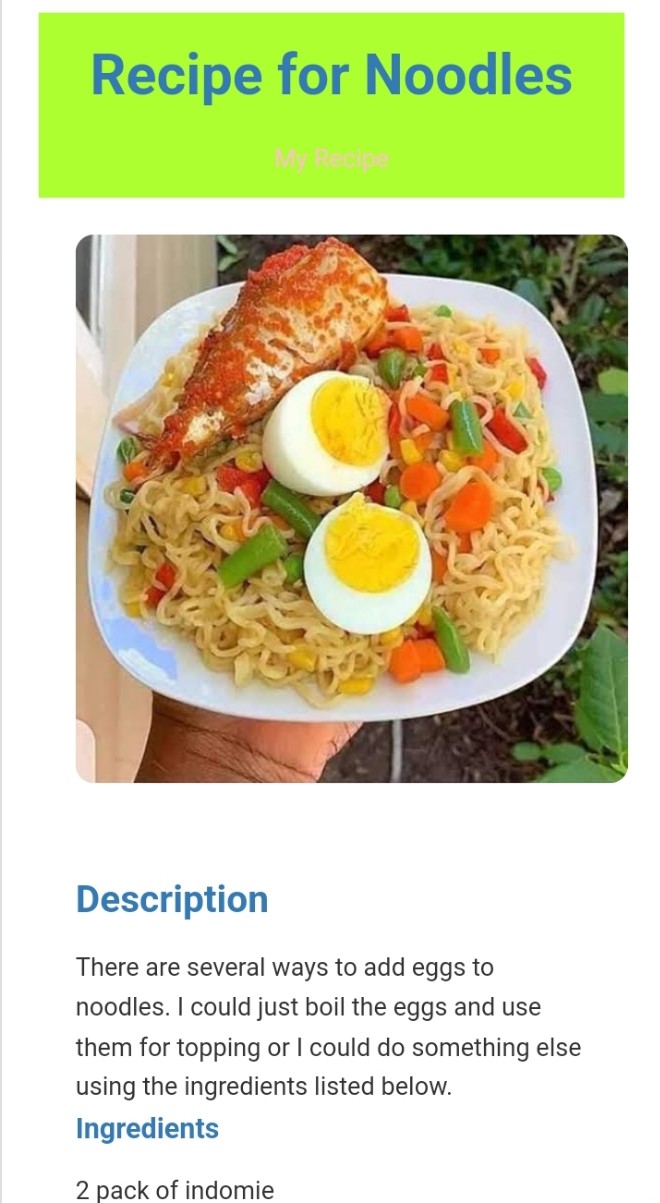 Recipe for Noodles
My Recipe
Description
There are several ways to add eggs to
noodles. I could just boil the eggs and use
them for topping or I could do something else
using the ingredients listed below.
Ingredients
2 pack of indomie